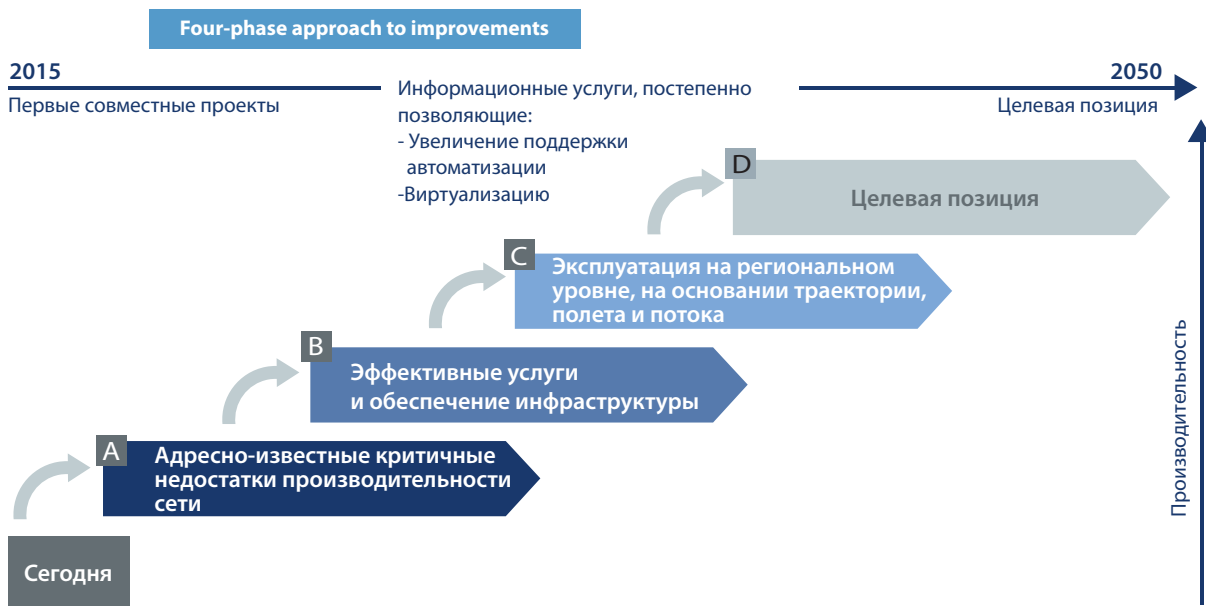 Four-phase approach to improvements
2015
2050
Первые совместные проекты
Информационные услуги, постепенно
позволяющие:
- Увеличение поддержки
автоматизации
-Виртуализацию
Целевая позиция
D
Целевая позиция
C
Эксплуатация на региональном
уровне, на основании траектории,
полета и потока
B
Эффективные услуги
и обеспечение инфраструктуры
A
Адресно-известные критичные
недостатки производительности
сети
Сегодня
Производительность